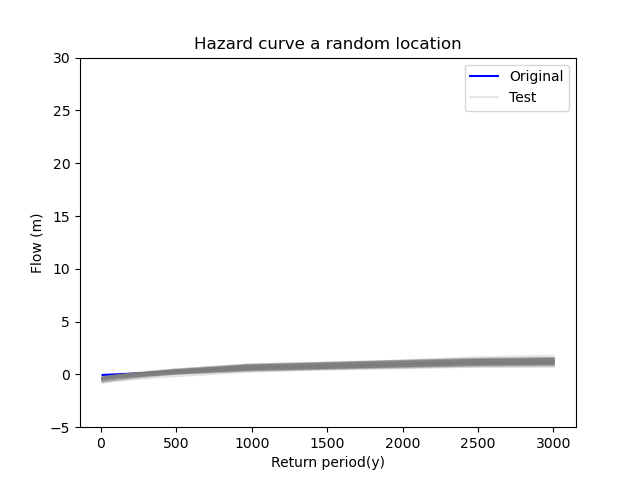 Hazard curve a random location
Original
Test
30
25
20
15
10
5
0
−5
Flow (m)
0 500 1000 1500 2000 2500 3000
Return period(y)